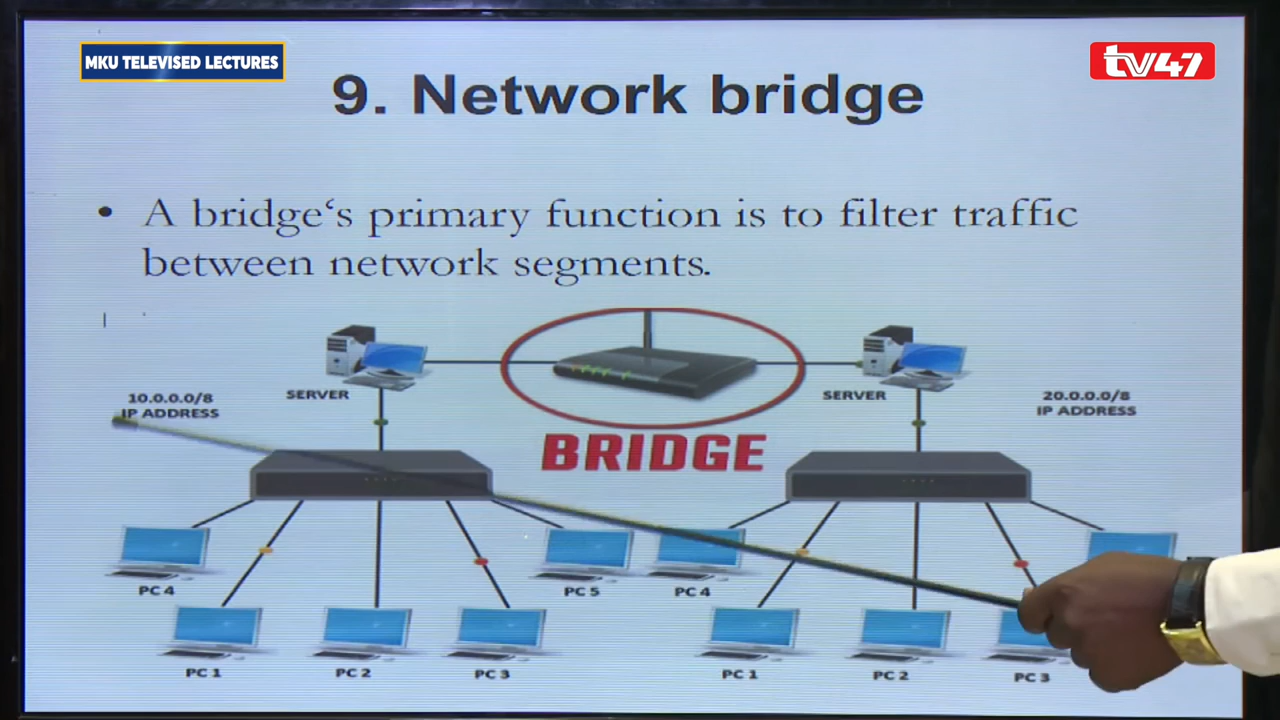 MKU TELEVISED LECTURES
tv47
9. Network bridge
• A bridge‘s primary function is to filter traffic
between network segments.
10.0.0.0/8
IP ADDRESS
SERVER
BRIDGE
SERVER
20.0.0.0/8
IP ADDRESS
PC 4
PC 5
PC 4
PC 1
PC 2
PC 3
PC 1
PC 2
PC 3